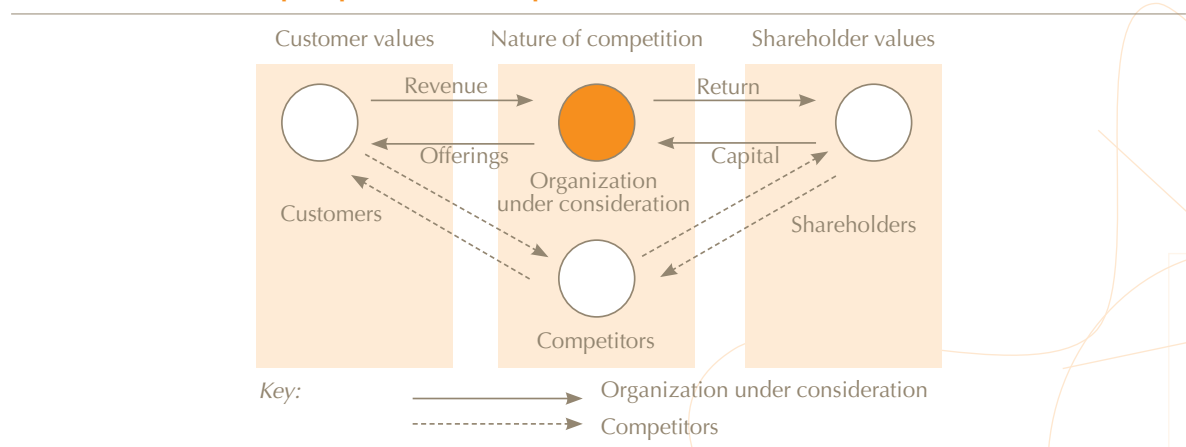 Customer values
Nature of competition
Shareholder values
Revenue
Return
Offerings
Capital
Organization
under consideration
Customers
Shareholders
Competitors
Key:
Organization under consideration
Competitors